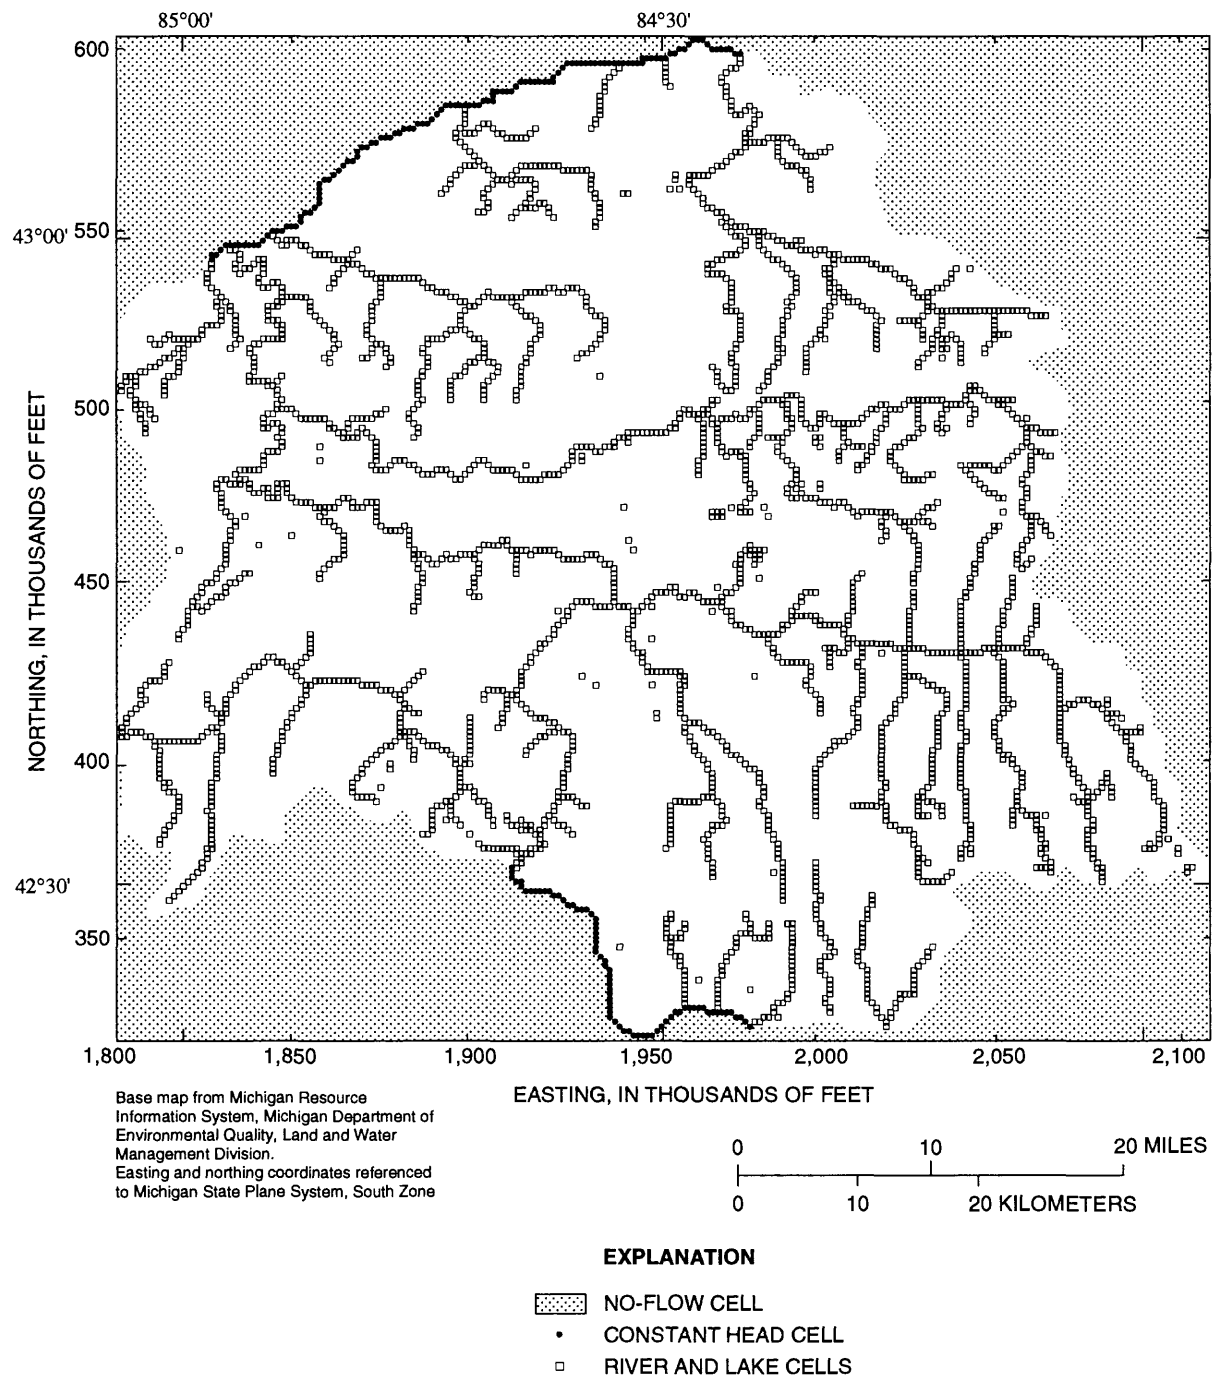 85°00' 84°30'
600
550
43°00'
500
450
400
42°30'
350
NORTHING, IN THOUSANDS OF FEET
1,800 1,850 1,900 1,950 2,000 2,050 2,100
EASTING, IN THOUSANDS OF FEET
Base map from Michigan Resource
Information System, Michigan Department of
Environmental Quality, Land and Water
Management Division.
Easting and northing coordinates referenced
to Michigan State Plane System, South Zone
0 10 20 MILES
0 10 20 KILOMETERS
EXPLANATION
NO-FLOW CELL
CONSTANT HEAD CELL
RIVER AND LAKE CELLS